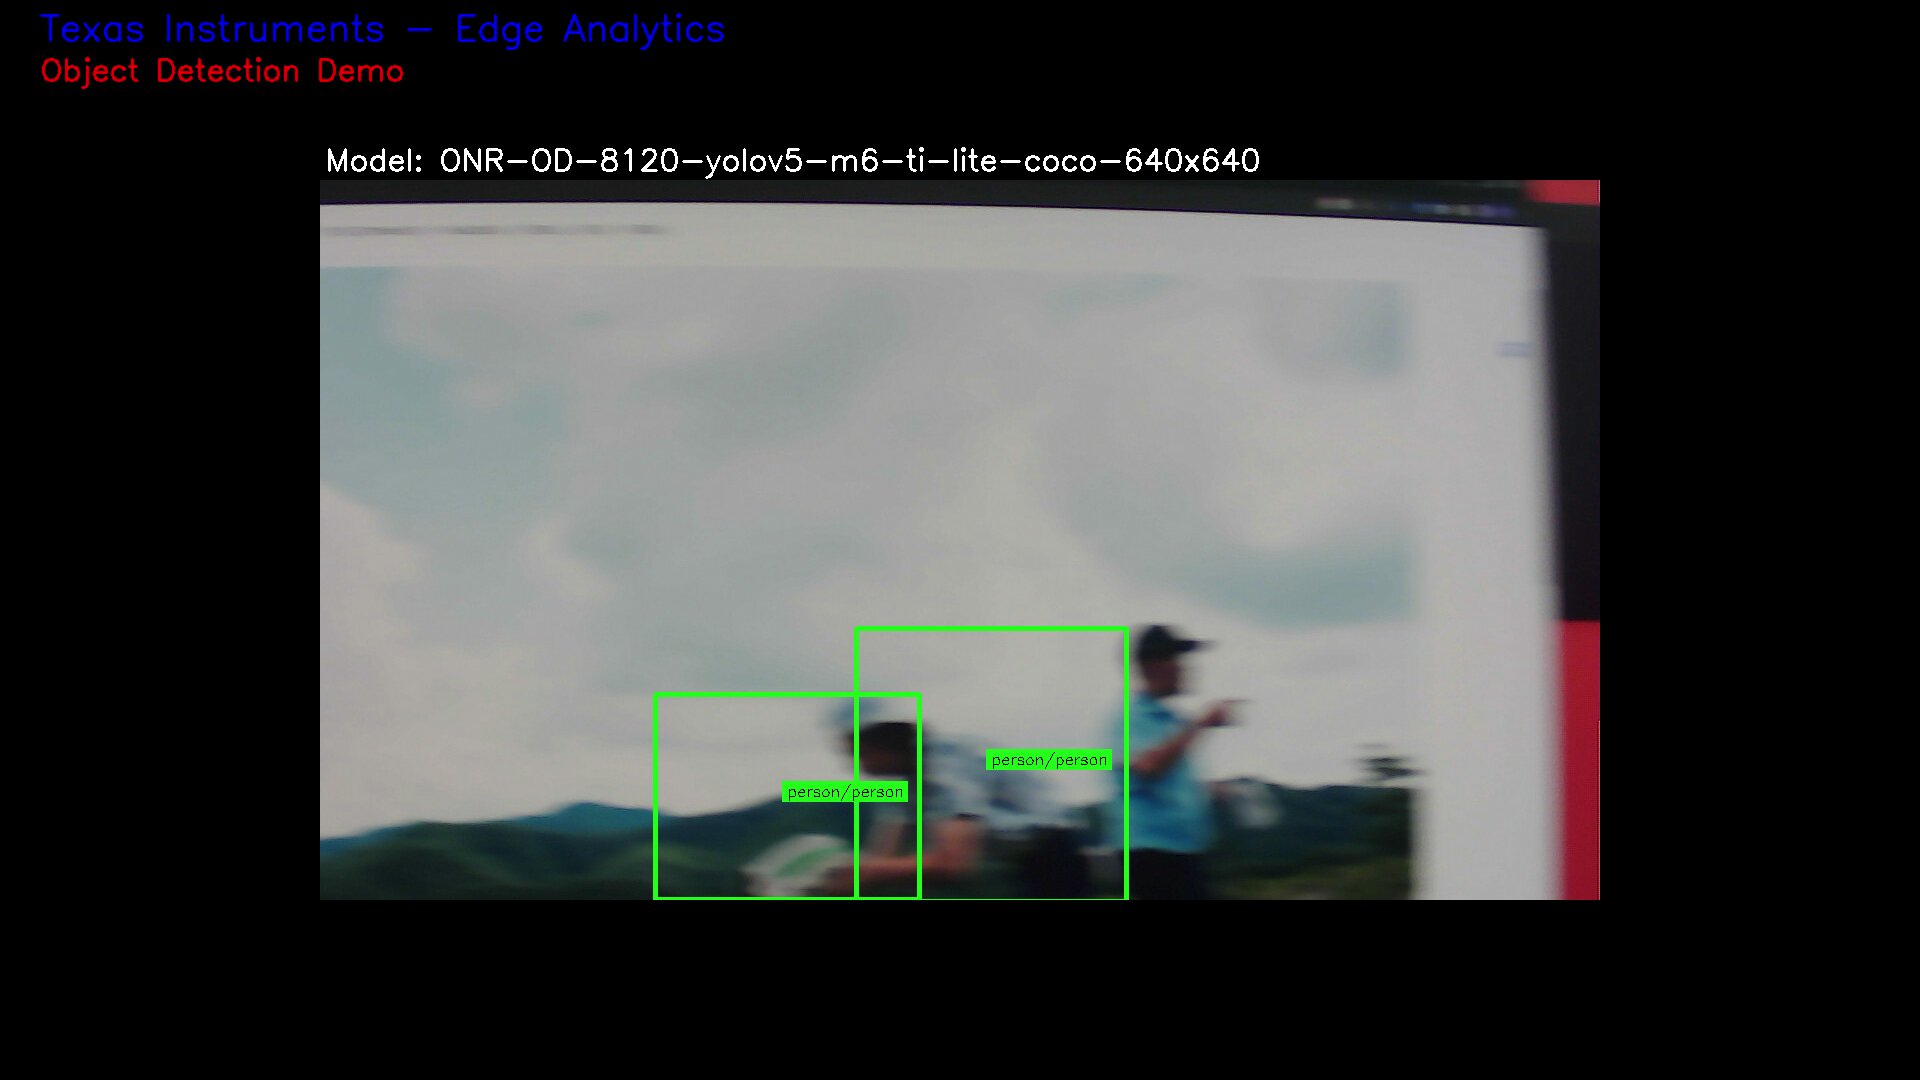 Texas Instruments - Edge Analytics
Object Detection Demo
Model: ONR-OD-8120-yolov5-m6-ti-lite-coco-640x640
person/person
person/person